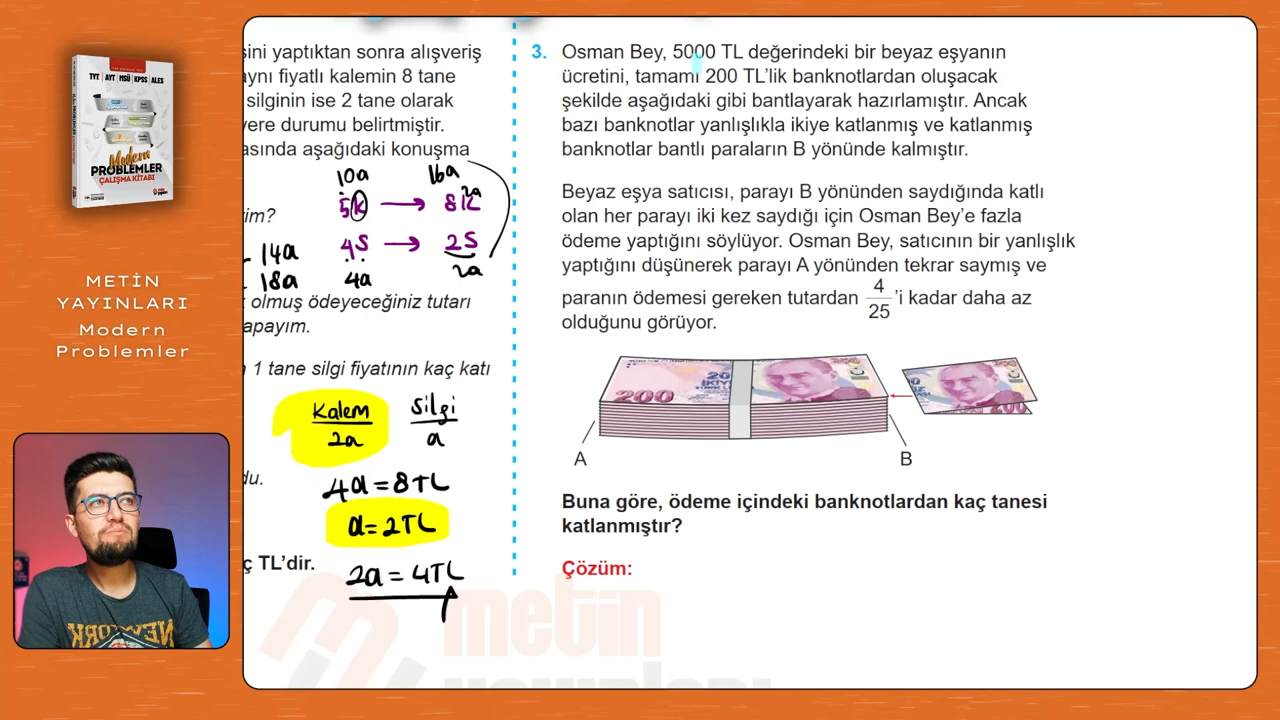 TYT | AYT | MSÜ | KPSS | ALES
Modern
PROBLEMLER
ÇALIŞMA KİTABI
METİN
YAYINLARI
Modern
Problemler
sini yaptıktan sonra alışveriş
aynı fiyatlı kalemin 8 tane
silginin ise 2 tane olarak
vere durumu belirtmiştir.
asında aşağıdaki konuşma
10a 16a
5K → 8K 2a
4S → 2S
4a 2a
im?
14a
18a
k olmuş ödeyeceğiniz tutarı
apayım.
n 1 tane silgi fiyatının kaç katı
Kalem Silgi
2a a
du.
4a = 8TL
a = 2TL
ç TL'dir.
2a = 4TL
3. Osman Bey, 5000 TL değerindeki bir beyaz eşyanın
ücretini, tamamı 200 TL'lik banknotlardan oluşacak
şekilde aşağıdaki gibi bantlayarak hazırlamıştır. Ancak
bazı banknotlar yanlışlıkla ikiye katlanmış ve katlanmış
banknotlar bantlı paraların B yönünde kalmıştır.
Beyaz eşya satıcısı, parayı B yönünden saydığında katlı
olan her parayı iki kez saydığı için Osman Bey'e fazla
ödeme yaptığını söylüyor. Osman Bey, satıcının bir yanlışlık
yaptığını düşünerek parayı A yönünden tekrar saymış ve
paranın ödemesi gereken tutardan 4/25'i kadar daha az
olduğunu görüyor.
200
A
B
Buna göre, ödeme içindeki banknotlardan kaç tanesi
katlanmıştır?
Çözüm:
metin
NEW YORK